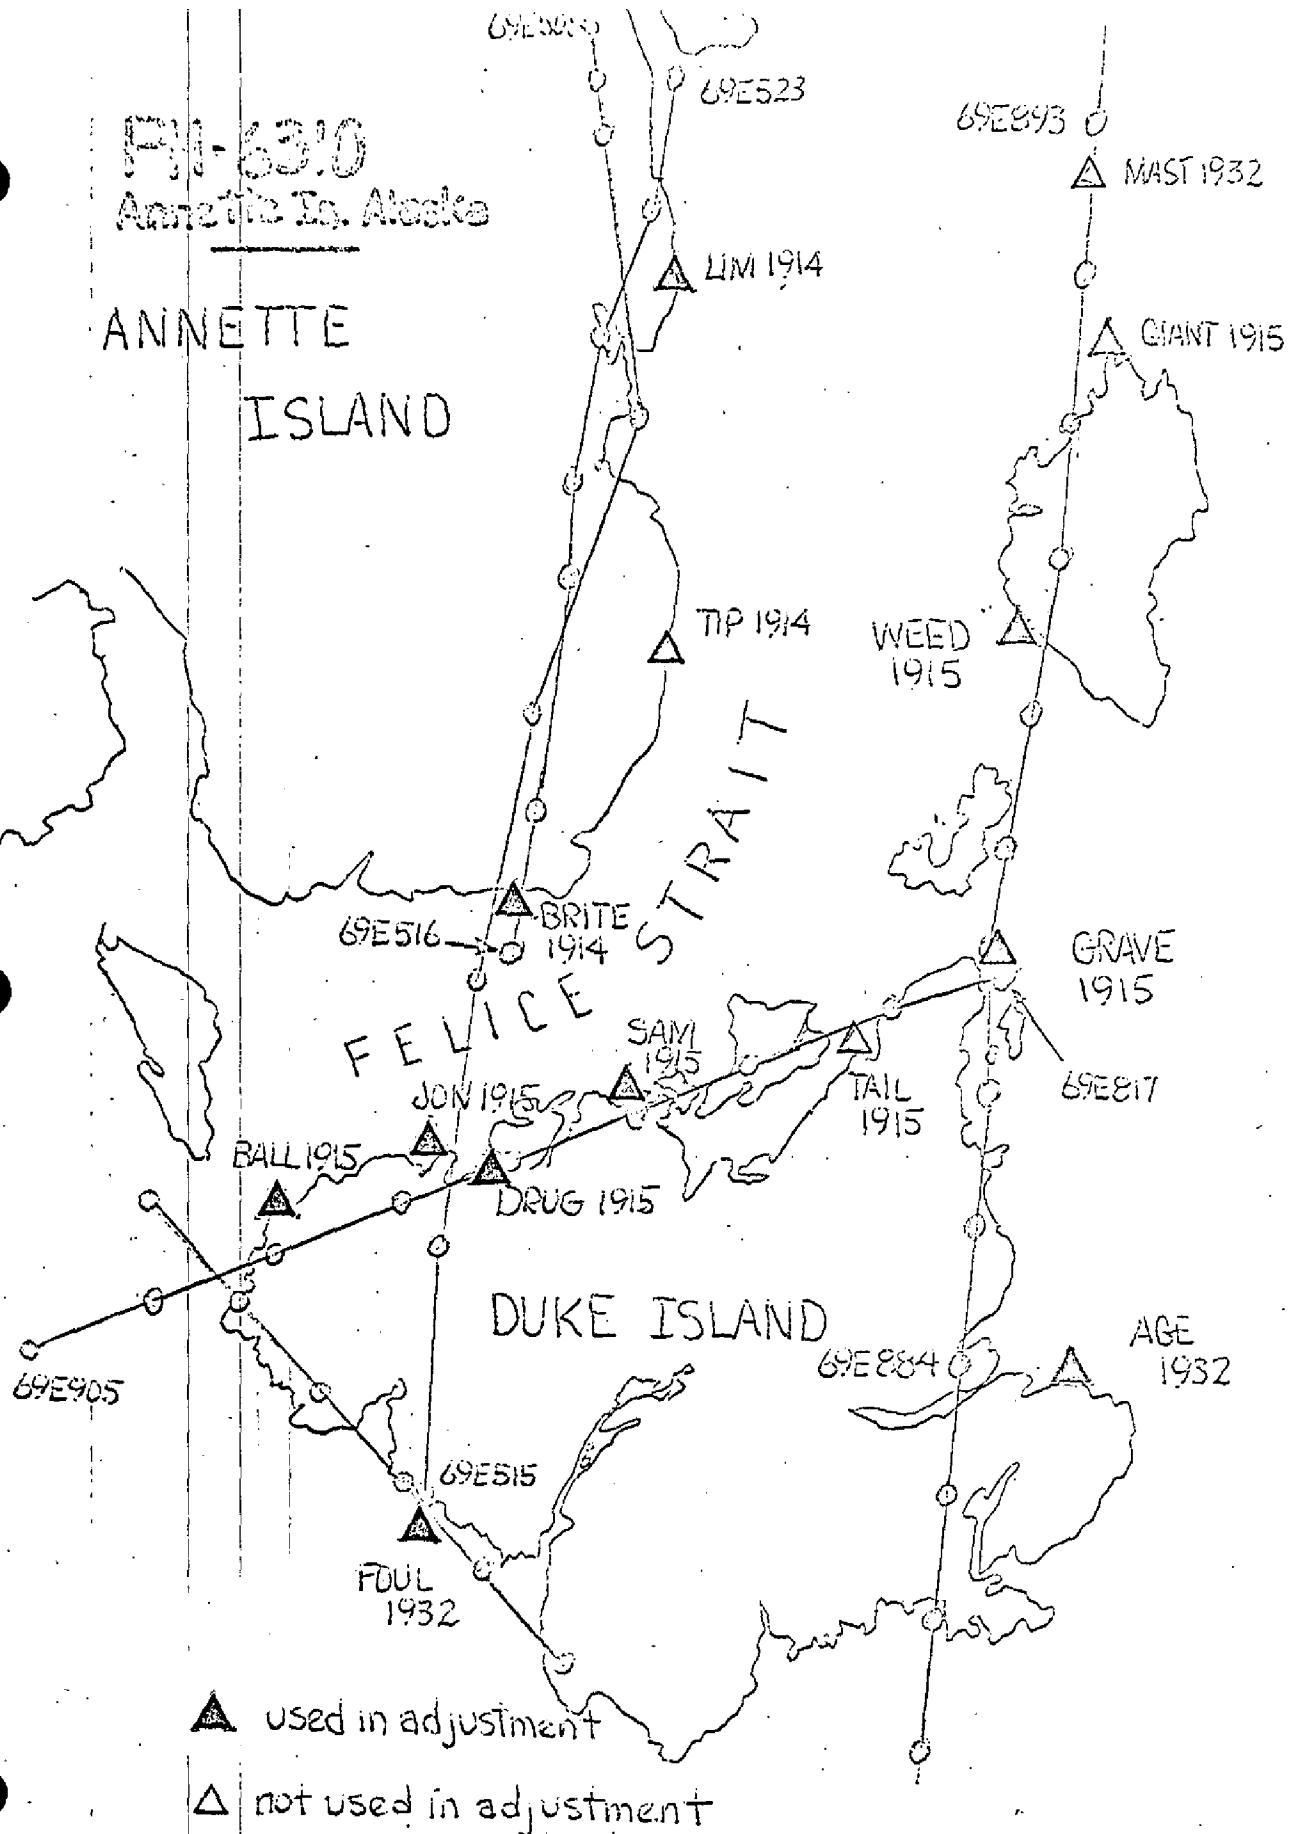 69E893
69E523
PH-6310
Annette Is. Alaska
MAST 1932
LIM 1914
GIANT 1915
ANNETTE
ISLAND
TIP 1914
WEED
1915
STRAIT
BRITE
1914
69E516
GRAVE
1915
FELICE
SAM
1915
JON 1915
TAIL
1915
69E817
BALL 1915
DRUG 1915
DUKE ISLAND
AGE
1932
69E884
69E905
69E515
FOUL
1932
used in adjustment
not used in adjustment